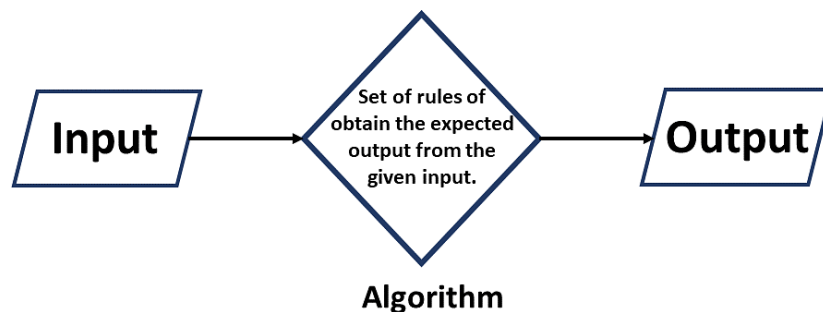 Input
Set of rules of
obtain the expected
output from the
given input.
Output
Algorithm